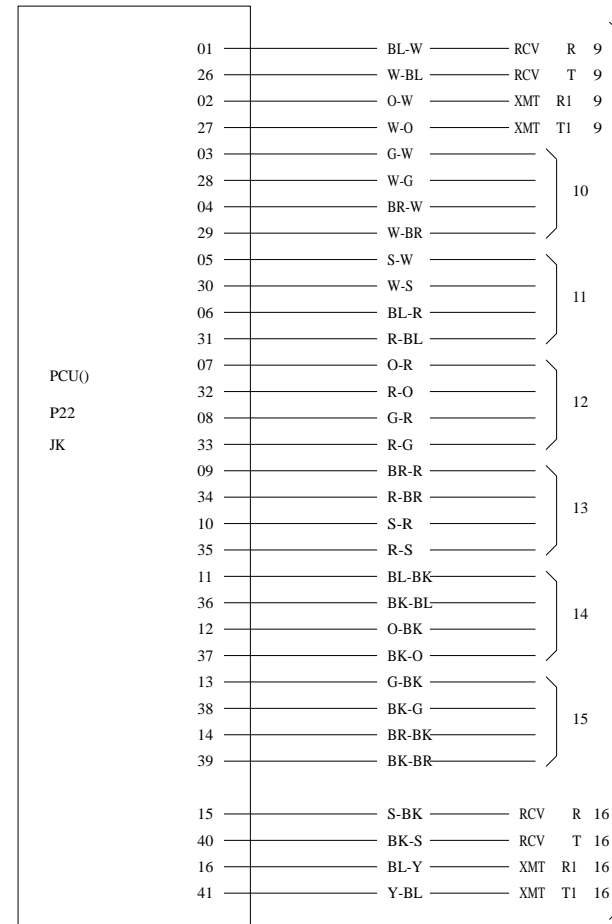 01 BL-W RCV R 9
26 W-BL RCV T 9
02 O-W XMT R1 9
27 W-O XMT T1 9
03 G-W
28 W-G
10
04 BR-W
29 W-BR
05 S-W
30 W-S
11
06 BL-R
31 R-BL
07 O-R
PCU()
32 R-O
12
P22
08 G-R
JK
33 R-G
09 BR-R
34 R-BR
13
10 S-R
35 R-S
11 BL-BK
36 BK-BL
14
12 O-BK
37 BK-O
13 G-BK
38 BK-G
15
14 BR-BK
39 BK-BR
15 S-BK RCV R 16
40 BK-S RCV T 16
16 BL-Y XMT R1 16
41 Y-BL XMT T1 16